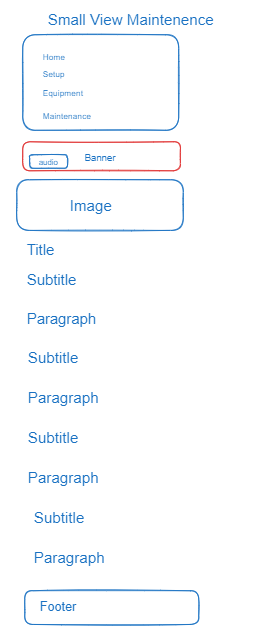 Small View Maintenence
Home
Setup
Equipment
Maintenance
audio
Banner
Image
Title
Subtitle
Paragraph
Subtitle
Paragraph
Subtitle
Paragraph
Subtitle
Paragraph
Footer